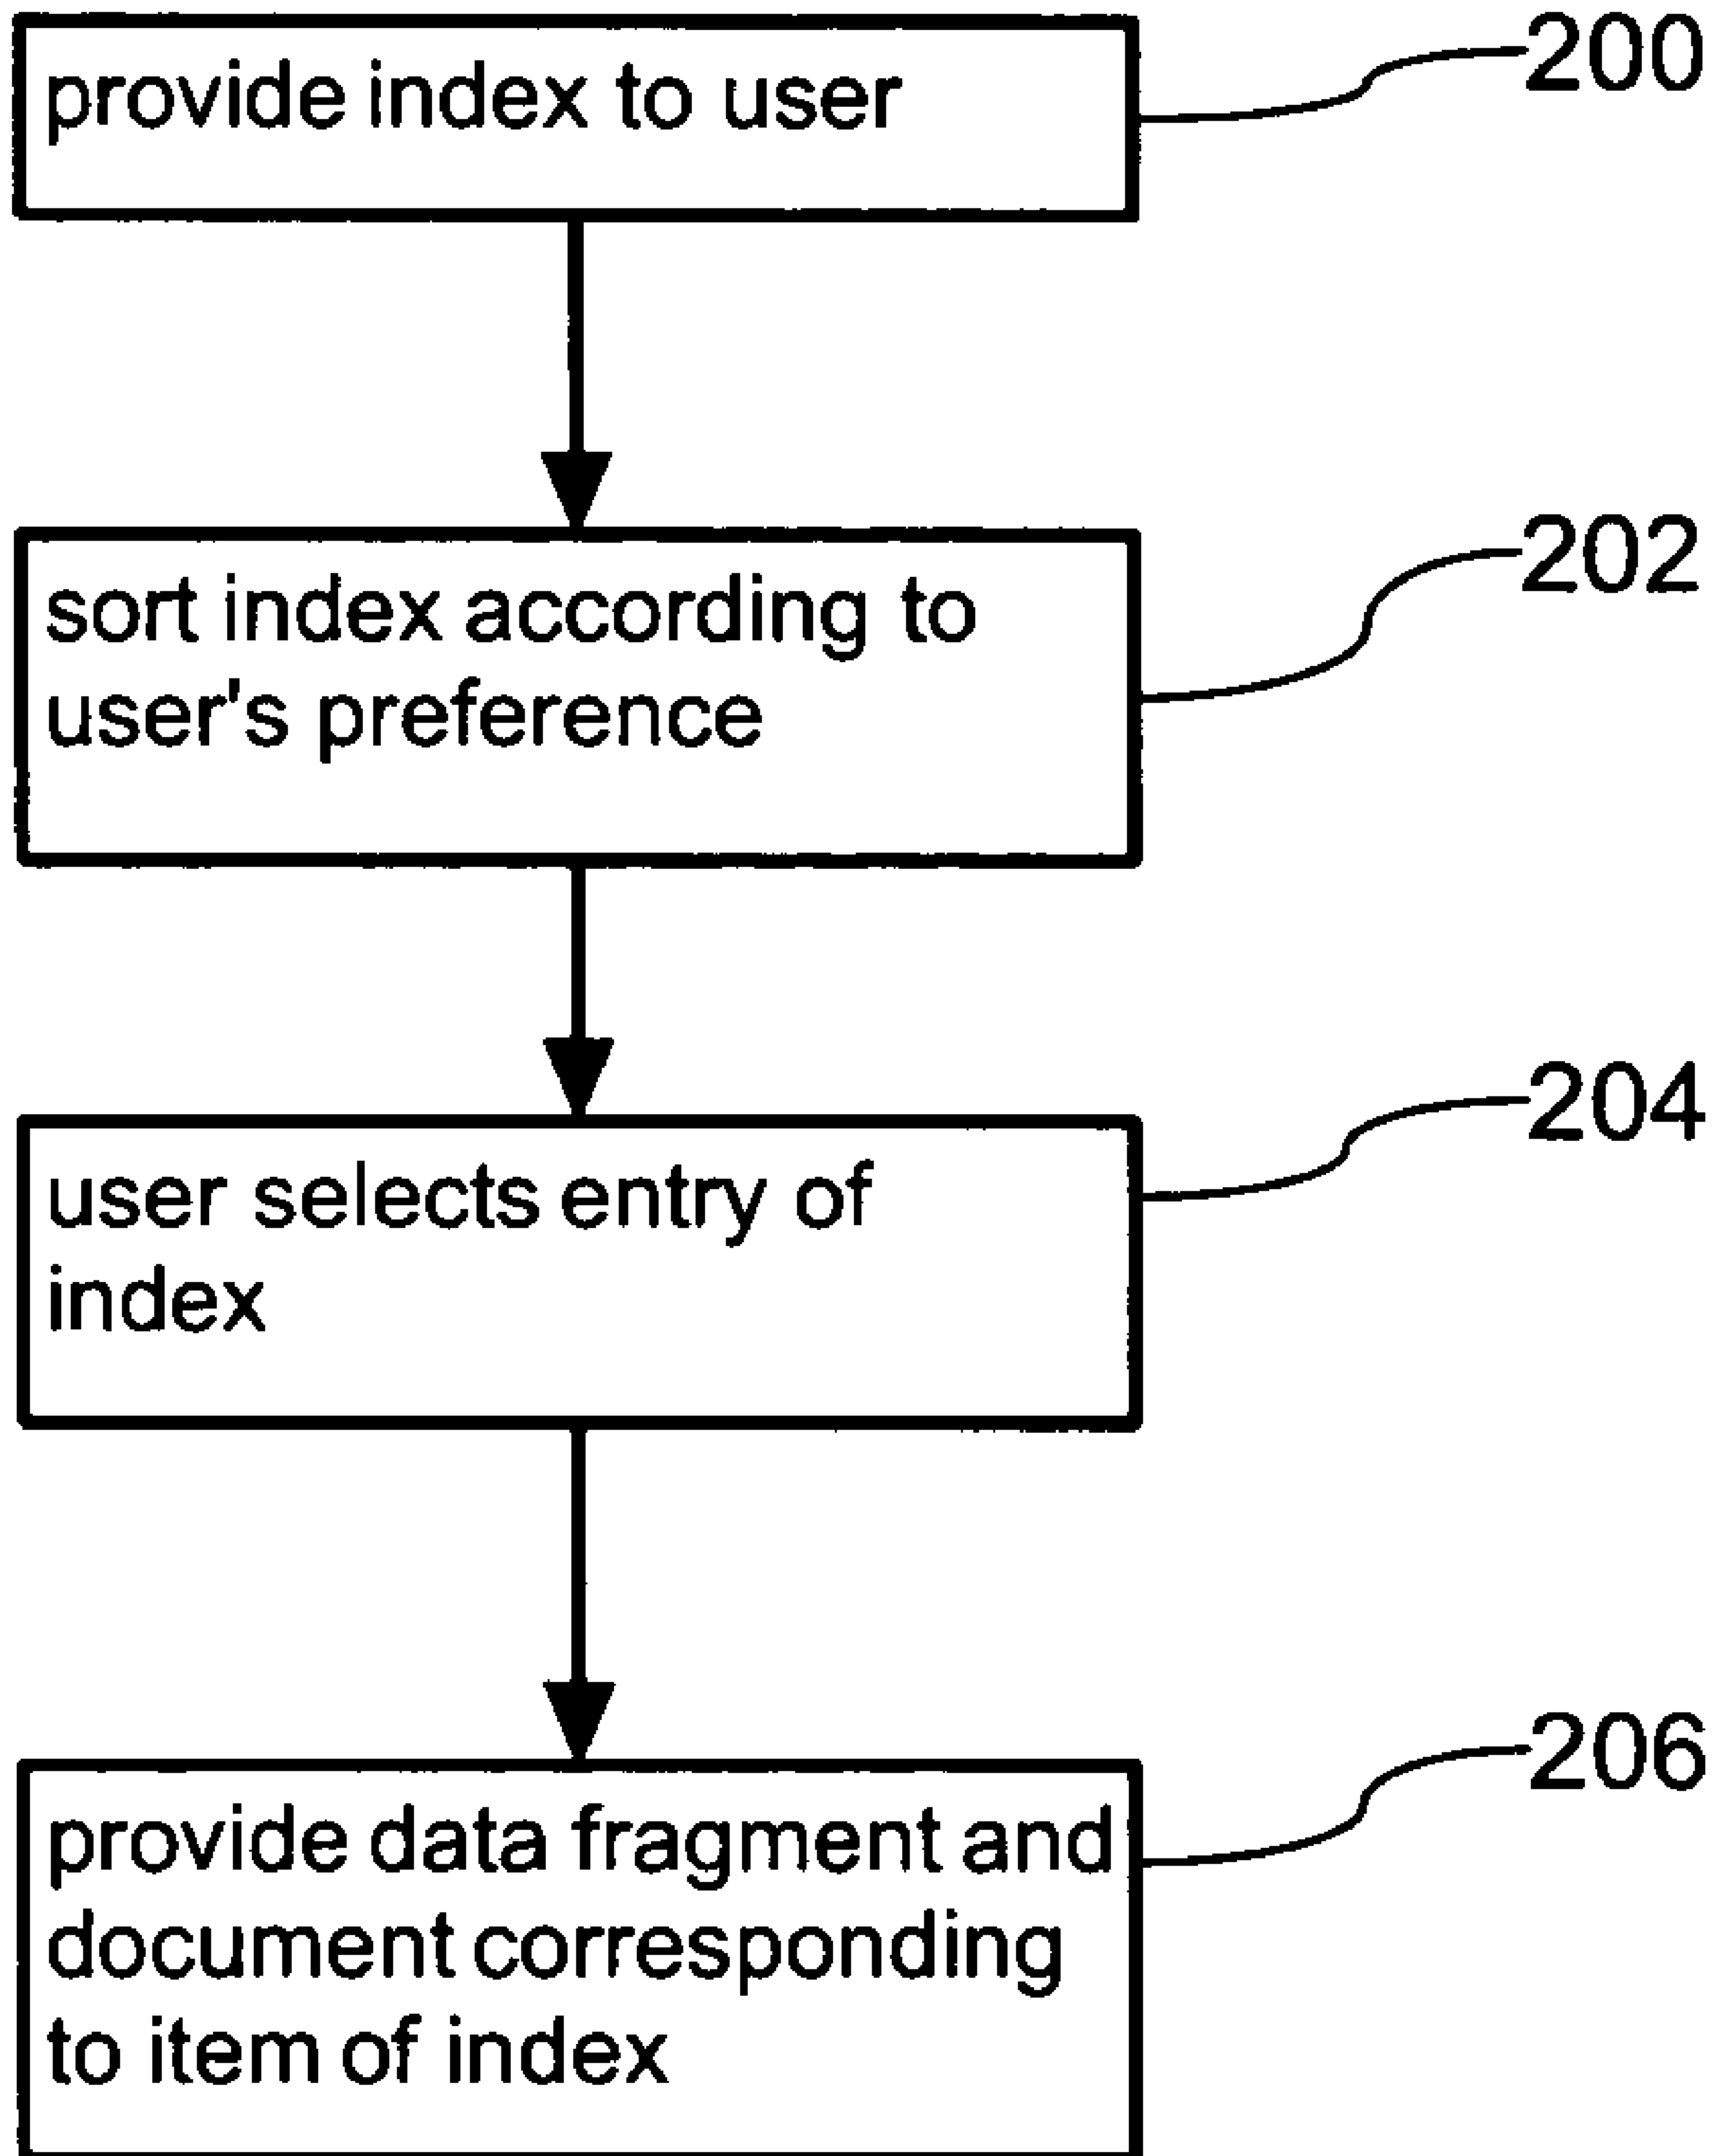 provide index to user
200
sort index according to
user's preference
202
user selects entry of
index
204
provide data fragment and
document corresponding
to item of index
206